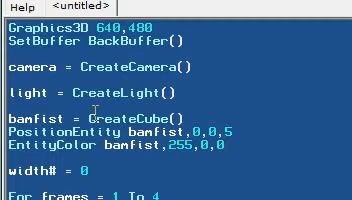 Help
<untitled>
Graphics3D 640,480
SetBuffer BackBuffer()
camera = CreateCamera()
light = CreateLight()
bamfist = CreateCube()
PositionEntity bamfist,0,0,5
EntityColor bamfist,255,0,0
width# = 0
For frames = 1 To 4